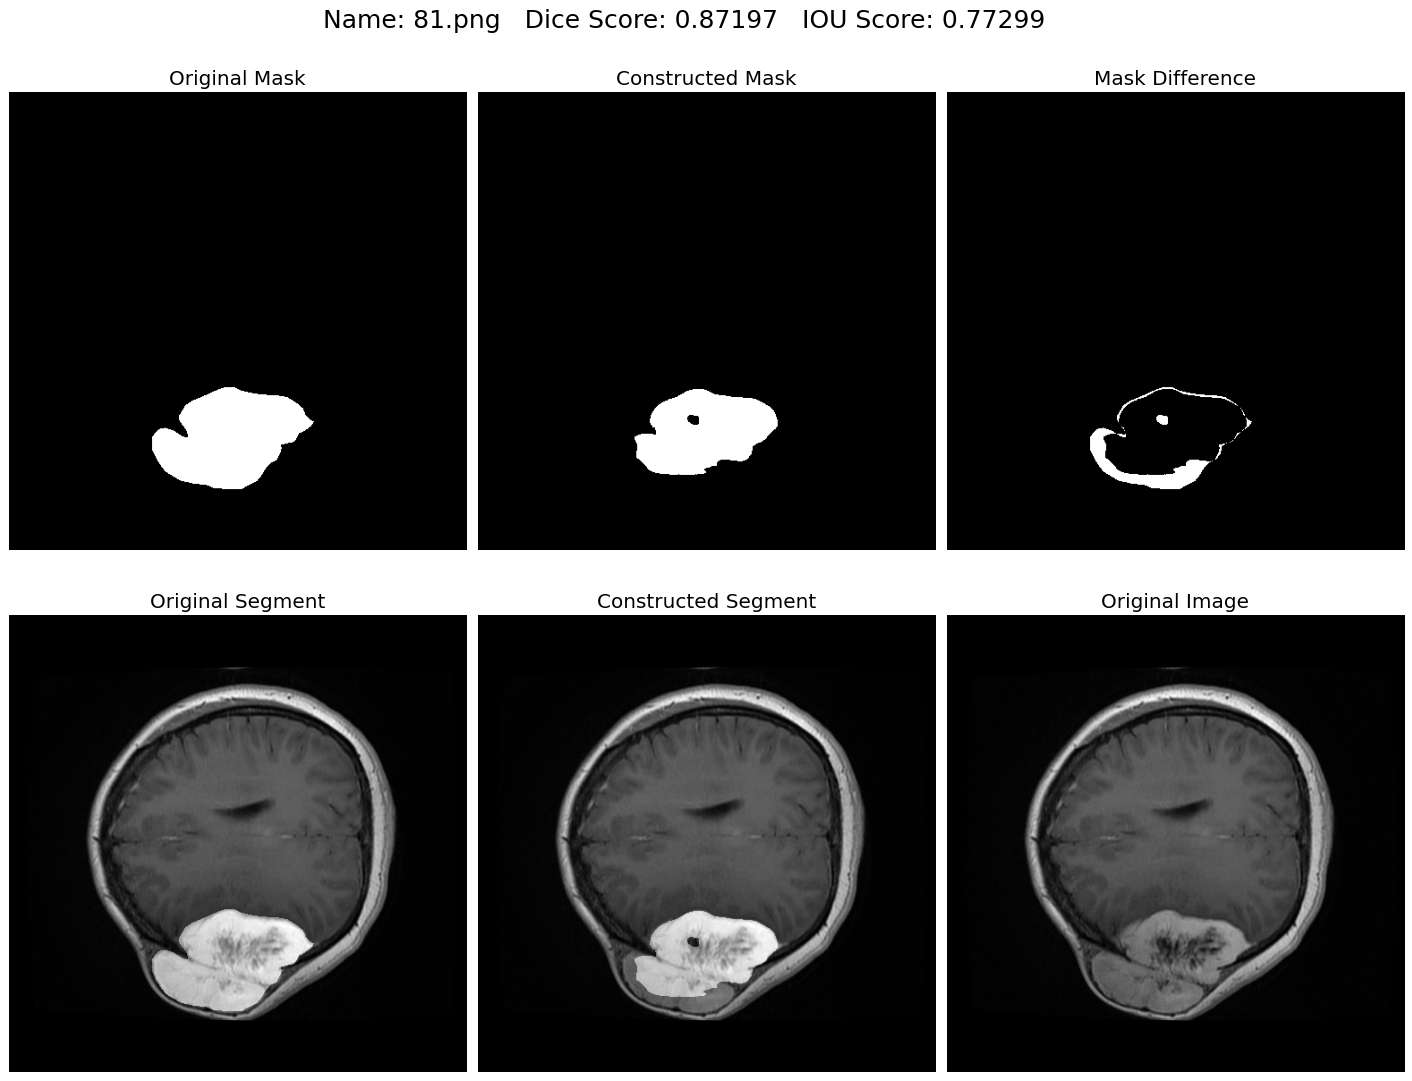 Name: 81.png   Dice Score: 0.87197   IOU Score: 0.77299
Original Mask
Constructed Mask
Mask Difference
Original Segment
Constructed Segment
Original Image